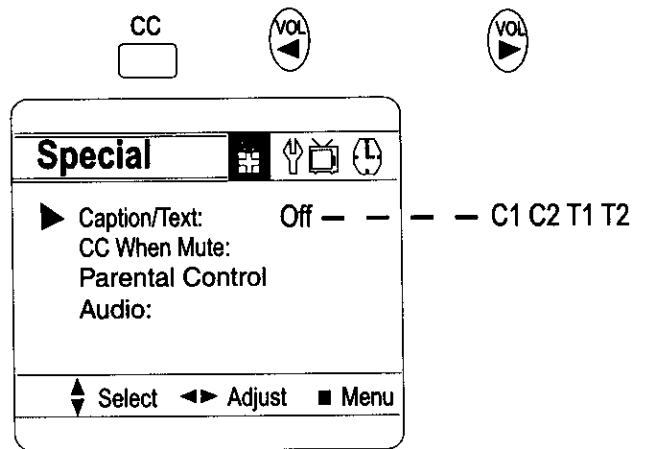 CC VOL VOL
Special
Caption/Text: Off C1 C2 T1 T2
CC When Mute:
Parental Control
Audio:
Select Adjust Menu